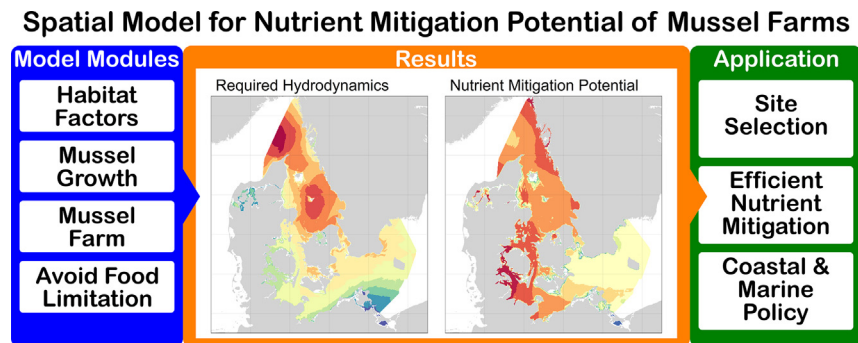 Spatial Model for Nutrient Mitigation Potential of Mussel Farms
Model Modules
Habitat
Factors
Mussel
Growth
Mussel
Farm
Avoid Food
Limitation
Results
Required Hydrodynamics
Nutrient Mitigation Potential
Application
Site
Selection
Efficient
Nutrient
Mitigation
Coastal &
Marine
Policy